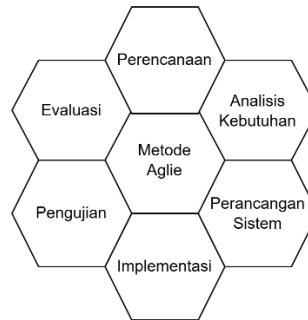 Perencanaan
Evaluasi
Analisis
Kebutuhan
Metode
Aglie
Pengujian
Perancangan
Sistem
Implementasi